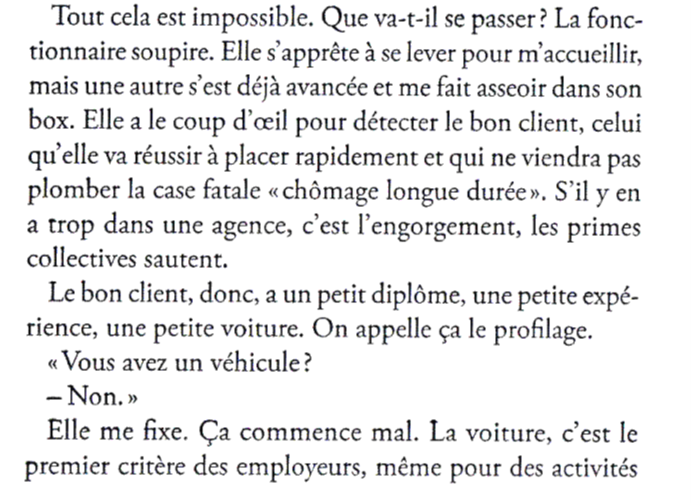 Tout cela est impossible. Que va-t-il se passer ? La fonc-
tionnaire soupire. Elle s'apprête à se lever pour m'accueillir,
mais une autre s'est déjà avancée et me fait asseoir dans son
box. Elle a le coup d'œil pour détecter le bon client, celui
qu'elle va réussir à placer rapidement et qui ne viendra pas
plomber la case fatale « chômage longue durée ». S'il y en
a trop dans une agence, c'est l'engorgement, les primes
collectives sautent.
Le bon client, donc, a un petit diplôme, une petite expé-
rience, une petite voiture. On appelle ça le profilage.
« Vous avez un véhicule ?
– Non. »
Elle me fixe. Ça commence mal. La voiture, c'est le
premier critère des employeurs, même pour des activités